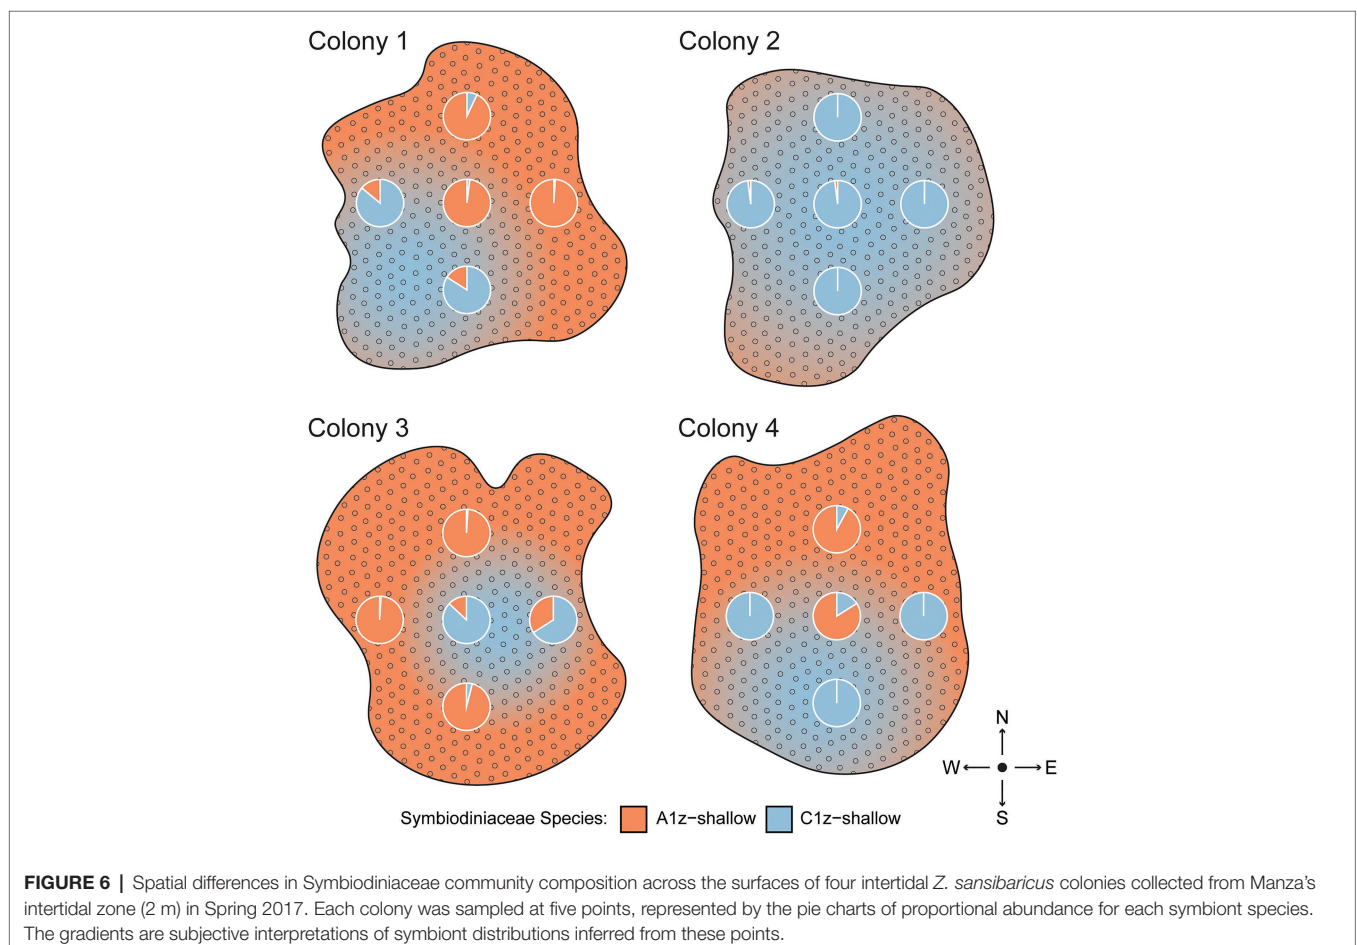 Colony 1
Colony 2
Colony 3
Colony 4
N
W E
S
Symbiodiniaceae Species: A1z−shallow C1z−shallow
FIGURE 6 | Spatial differences in Symbiodiniaceae community composition across the surfaces of four intertidal Z. sansibaricus colonies collected from Manza’s
intertidal zone (2 m) in Spring 2017. Each colony was sampled at five points, represented by the pie charts of proportional abundance for each symbiont species.
The gradients are subjective interpretations of symbiont distributions inferred from these points.